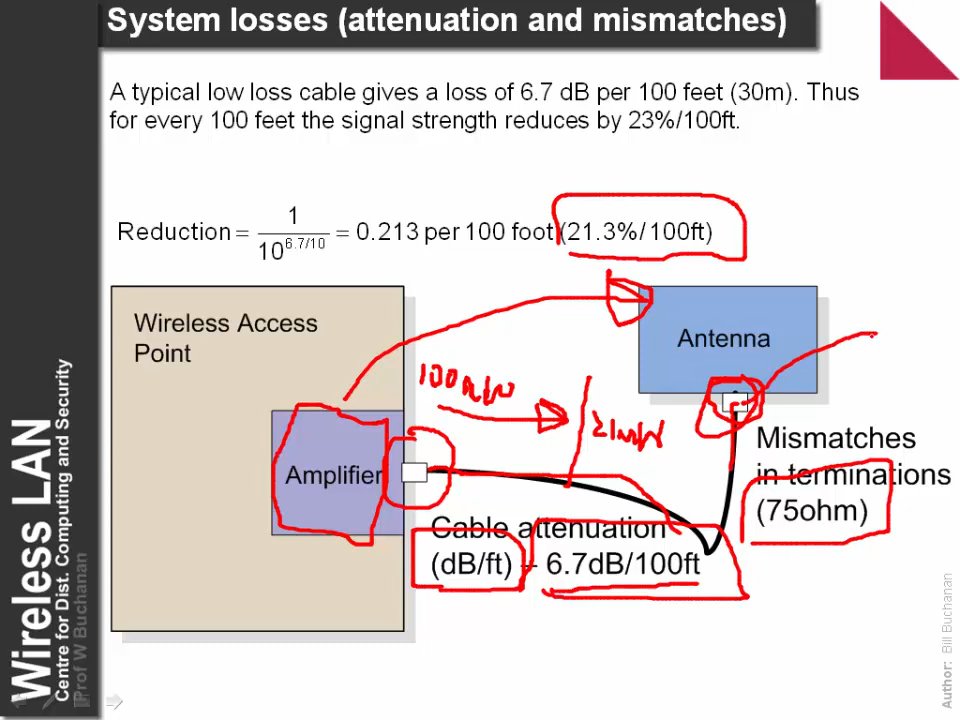 System losses (attenuation and mismatches)
A typical low loss cable gives a loss of 6.7 dB per 100 feet (30m). Thus
for every 100 feet the signal strength reduces by 23%/100ft.
Reduction = 1 / 10^6.7/10 = 0.213 per 100 foot (21.3%/100ft)
Wireless Access
Point
Antenna
100mW
21mW
Amplifier
Mismatches
in terminations
(75ohm)
Cable attenuation
(dB/ft) – 6.7dB/100ft
Wireless LAN
Centre for Dist. Computing and Security
Prof W Buchanan
Author: Bill Buchanan